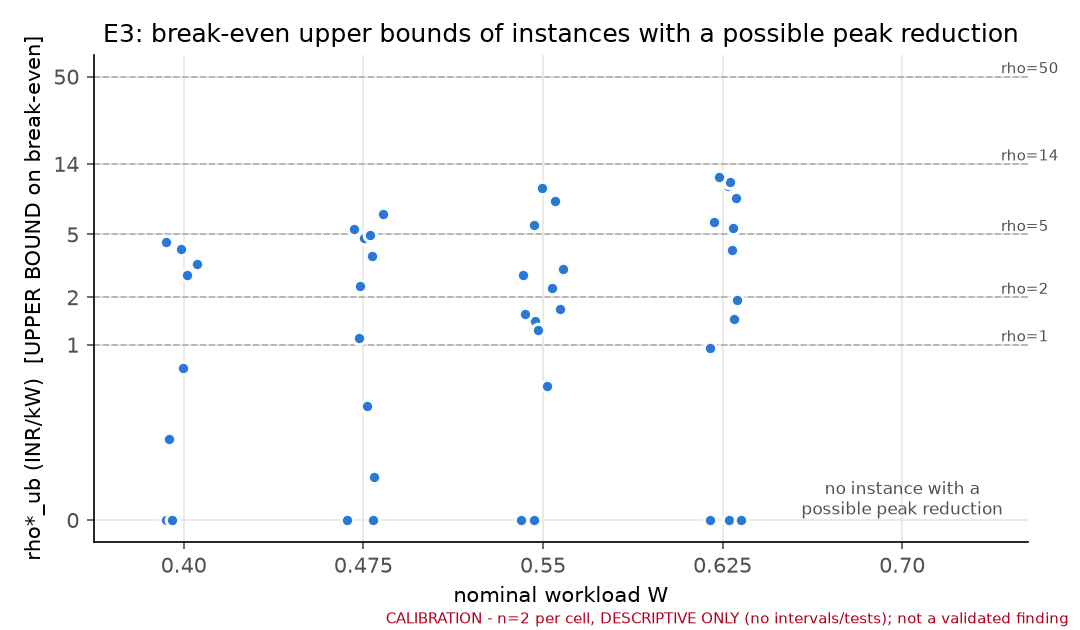 E3: break-even upper bounds of instances with a possible peak reduction
rho*_ub (INR/kW)  [UPPER BOUND on break-even]
50
14
5
2
1
0
rho=50
rho=14
rho=5
rho=2
rho=1
no instance with a
possible peak reduction
0.40
0.475
0.55
0.625
0.70
nominal workload W
CALIBRATION - n=2 per cell, DESCRIPTIVE ONLY (no intervals/tests); not a validated finding